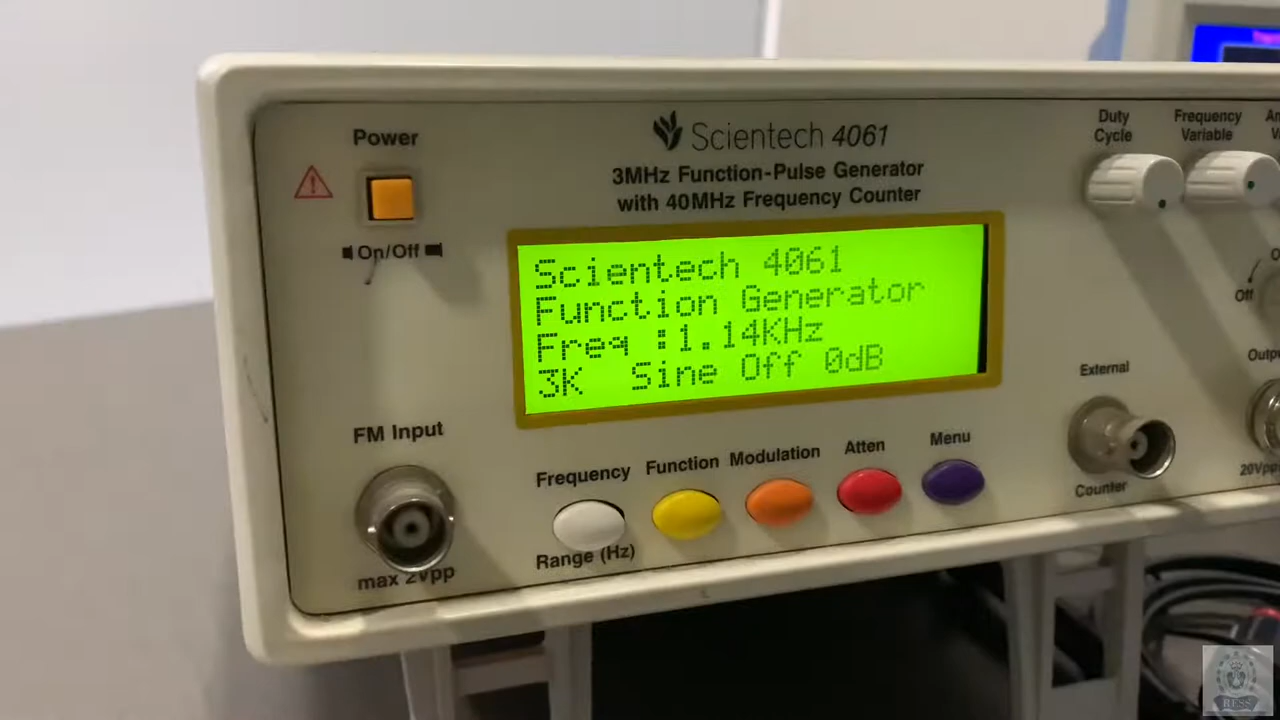 Power
On/Off
Scientech 4061
3MHz Function-Pulse Generator
with 40MHz Frequency Counter
Scientech 4061
Function Generator
Freq :1.14KHz
3K Sine Off 0dB
FM Input
max 2Vpp
Frequency
Range (Hz)
Function
Modulation
Atten
Menu
Duty
Cycle
Frequency
Variable
Off
External
Counter
20Vpp
RESS